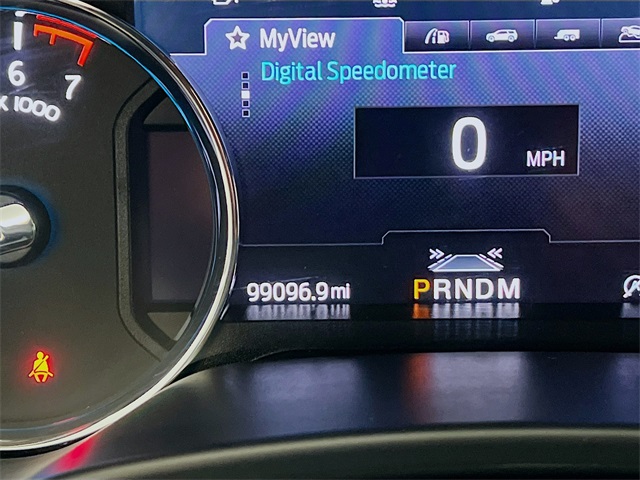 MyView
Digital Speedometer
6
7
x 1000
0
MPH
99096.9 mi
PRNDM